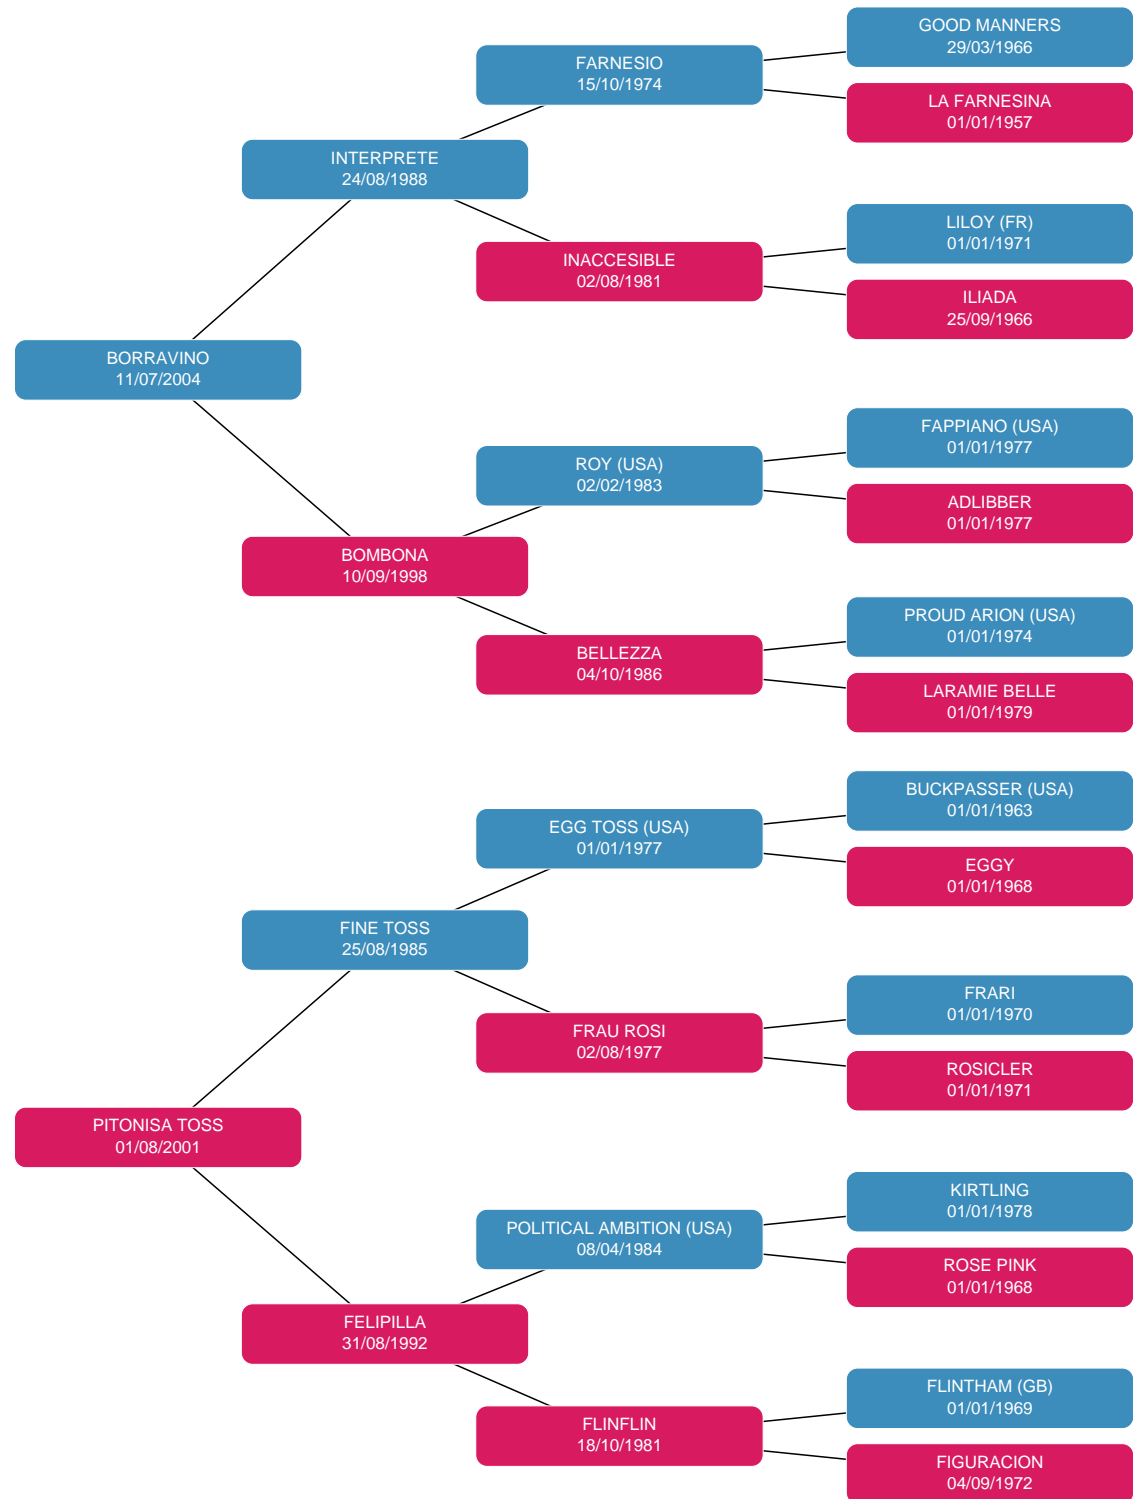 GOOD MANNERS
29/03/1966
FARNESIO
15/10/1974
LA FARNESINA
01/01/1957
INTERPRETE
24/08/1988
LILOY (FR)
01/01/1971
INACCESIBLE
02/08/1981
ILIADA
25/09/1966
BORRAVINO
11/07/2004
FAPPIANO (USA)
01/01/1977
ROY (USA)
02/02/1983
ADLIBBER
01/01/1977
BOMBONA
10/09/1998
PROUD ARION (USA)
01/01/1974
BELLEZZA
04/10/1986
LARAMIE BELLE
01/01/1979
BUCKPASSER (USA)
01/01/1963
EGG TOSS (USA)
01/01/1977
EGGY
01/01/1968
FINE TOSS
25/08/1985
FRARI
01/01/1970
FRAU ROSI
02/08/1977
ROSICLER
01/01/1971
PITONISA TOSS
01/08/2001
KIRTLING
01/01/1978
POLITICAL AMBITION (USA)
08/04/1984
ROSE PINK
01/01/1968
FELIPILLA
31/08/1992
FLINTHAM (GB)
01/01/1969
FLINFLIN
18/10/1981
FIGURACION
04/09/1972